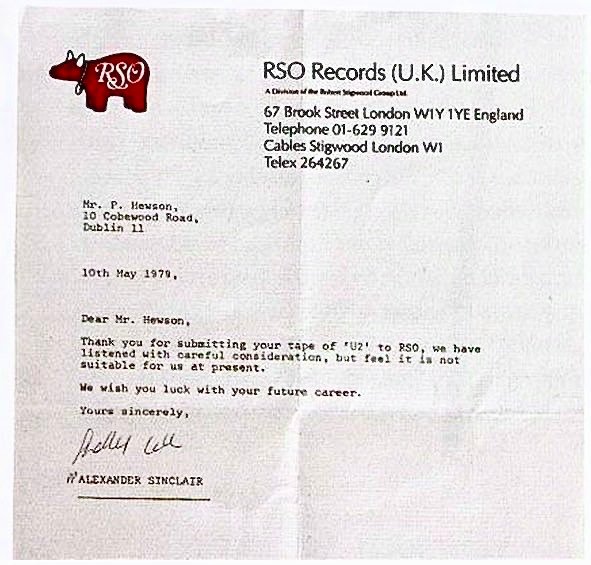 RSO
RSO Records (U.K.) Limited
A Division of the Robert Stigwood Group Ltd.
67 Brook Street London W1Y 1YE England
Telephone 01-629 9121
Cables Stigwood London W1
Telex 264267
Mr. P. Hewson,
10 Cobewood Road,
Dublin 11
10th May 1979,
Dear Mr. Hewson,
Thank you for submitting your tape of 'U2' to RSO, we have
listened with careful consideration, but feel it is not
suitable for us at present.
We wish you luck with your future career.
Yours sincerely,
ALEXANDER SINCLAIR